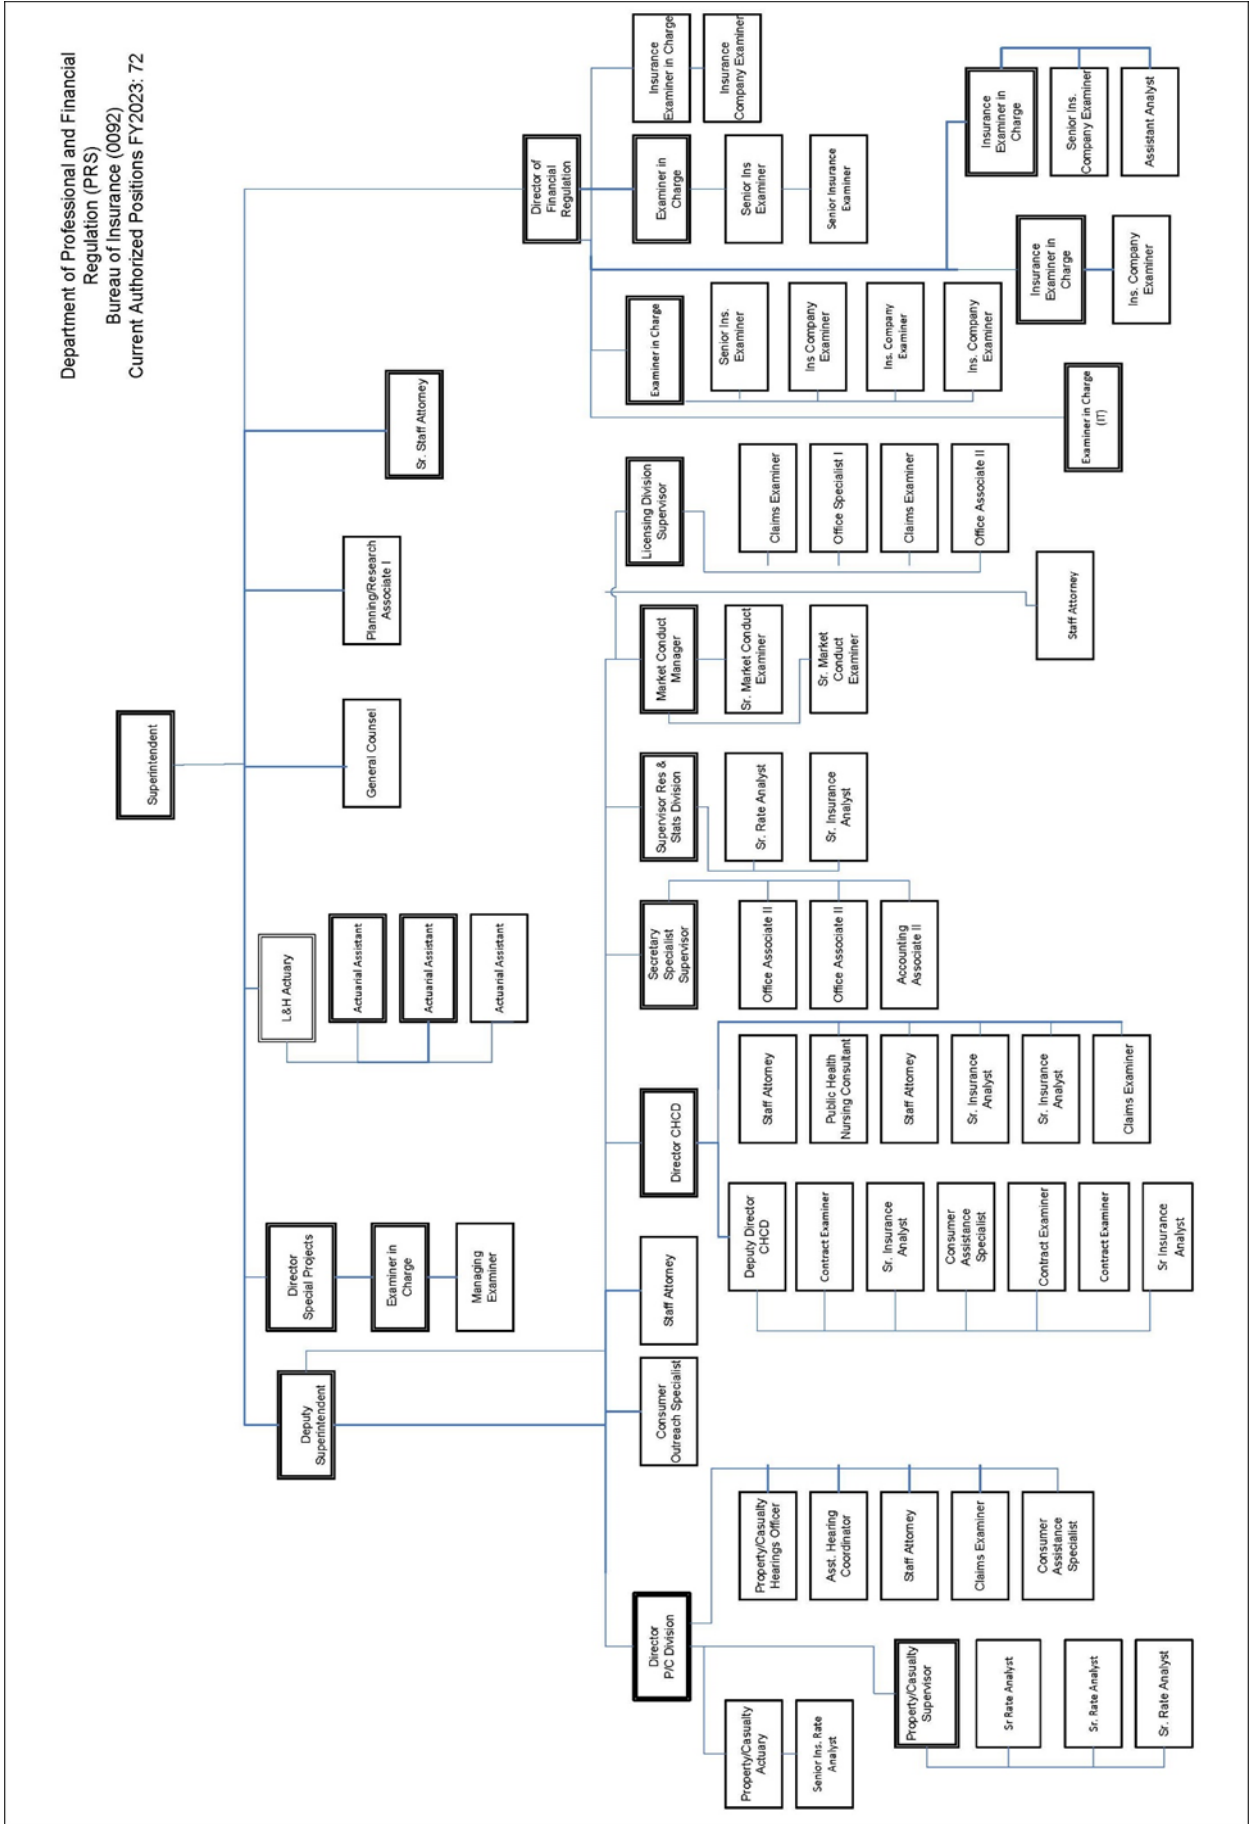 Department of Professional and Financial
Regulation (PRS)
Bureau of Insurance (0092)
Current Authorized Positions FY2023: 72
Superintendent
Deputy
Superintendent
Director
Special Projects
Examiner in
Charge
Managing
Examiner
L&H Actuary
Actuarial Assistant
Actuarial Assistant
Actuarial Assistant
General Counsel
Planning/Research
Associate I
Sr. Staff Attorney
Director of
Financial
Regulation
Director
P/C Division
Property/Casualty
Actuary
Senior Ins. Rate
Analyst
Property/Casualty
Supervisor
Sr Rate Analyst
Sr. Rate Analyst
Sr. Rate Analyst
Property/Casualty
Hearings Officer
Asst. Hearing
Coordinator
Staff Attorney
Claims Examiner
Consumer
Assistance
Specialist
Consumer
Outreach Specialist
Staff Attorney
Director CHCD
Deputy Director
CHCD
Contract Examiner
Sr. Insurance
Analyst
Consumer
Assistance
Specialist
Contract Examiner
Contract Examiner
Sr Insurance
Analyst
Staff Attorney
Public Health
Nursing Consultant
Staff Attorney
Sr. Insurance
Analyst
Sr. Insurance
Analyst
Claims Examiner
Secretary
Specialist
Supervisor
Office Associate II
Office Associate II
Accounting
Associate II
Supervisor Res &
Stats Division
Sr. Rate Analyst
Sr. Insurance
Analyst
Market Conduct
Manager
Sr. Market Conduct
Examiner
Sr. Market
Conduct
Examiner
Staff Attorney
Licensing Division
Supervisor
Claims Examiner
Office Specialist I
Claims Examiner
Office Associate II
Examiner in Charge
Senior Ins.
Examiner
Ins Company
Examiner
Ins. Company
Examiner
Ins. Company
Examiner
Examiner in Charge
(IT)
Examiner in
Charge
Senior Ins
Examiner
Senior Insurance
Examiner
Insurance
Examiner in
Charge
Ins. Company
Examiner
Insurance
Examiner in Charge
Insurance
Company Examiner
Insurance
Examiner in
Charge
Senior Ins.
Company Examiner
Assistant Analyst